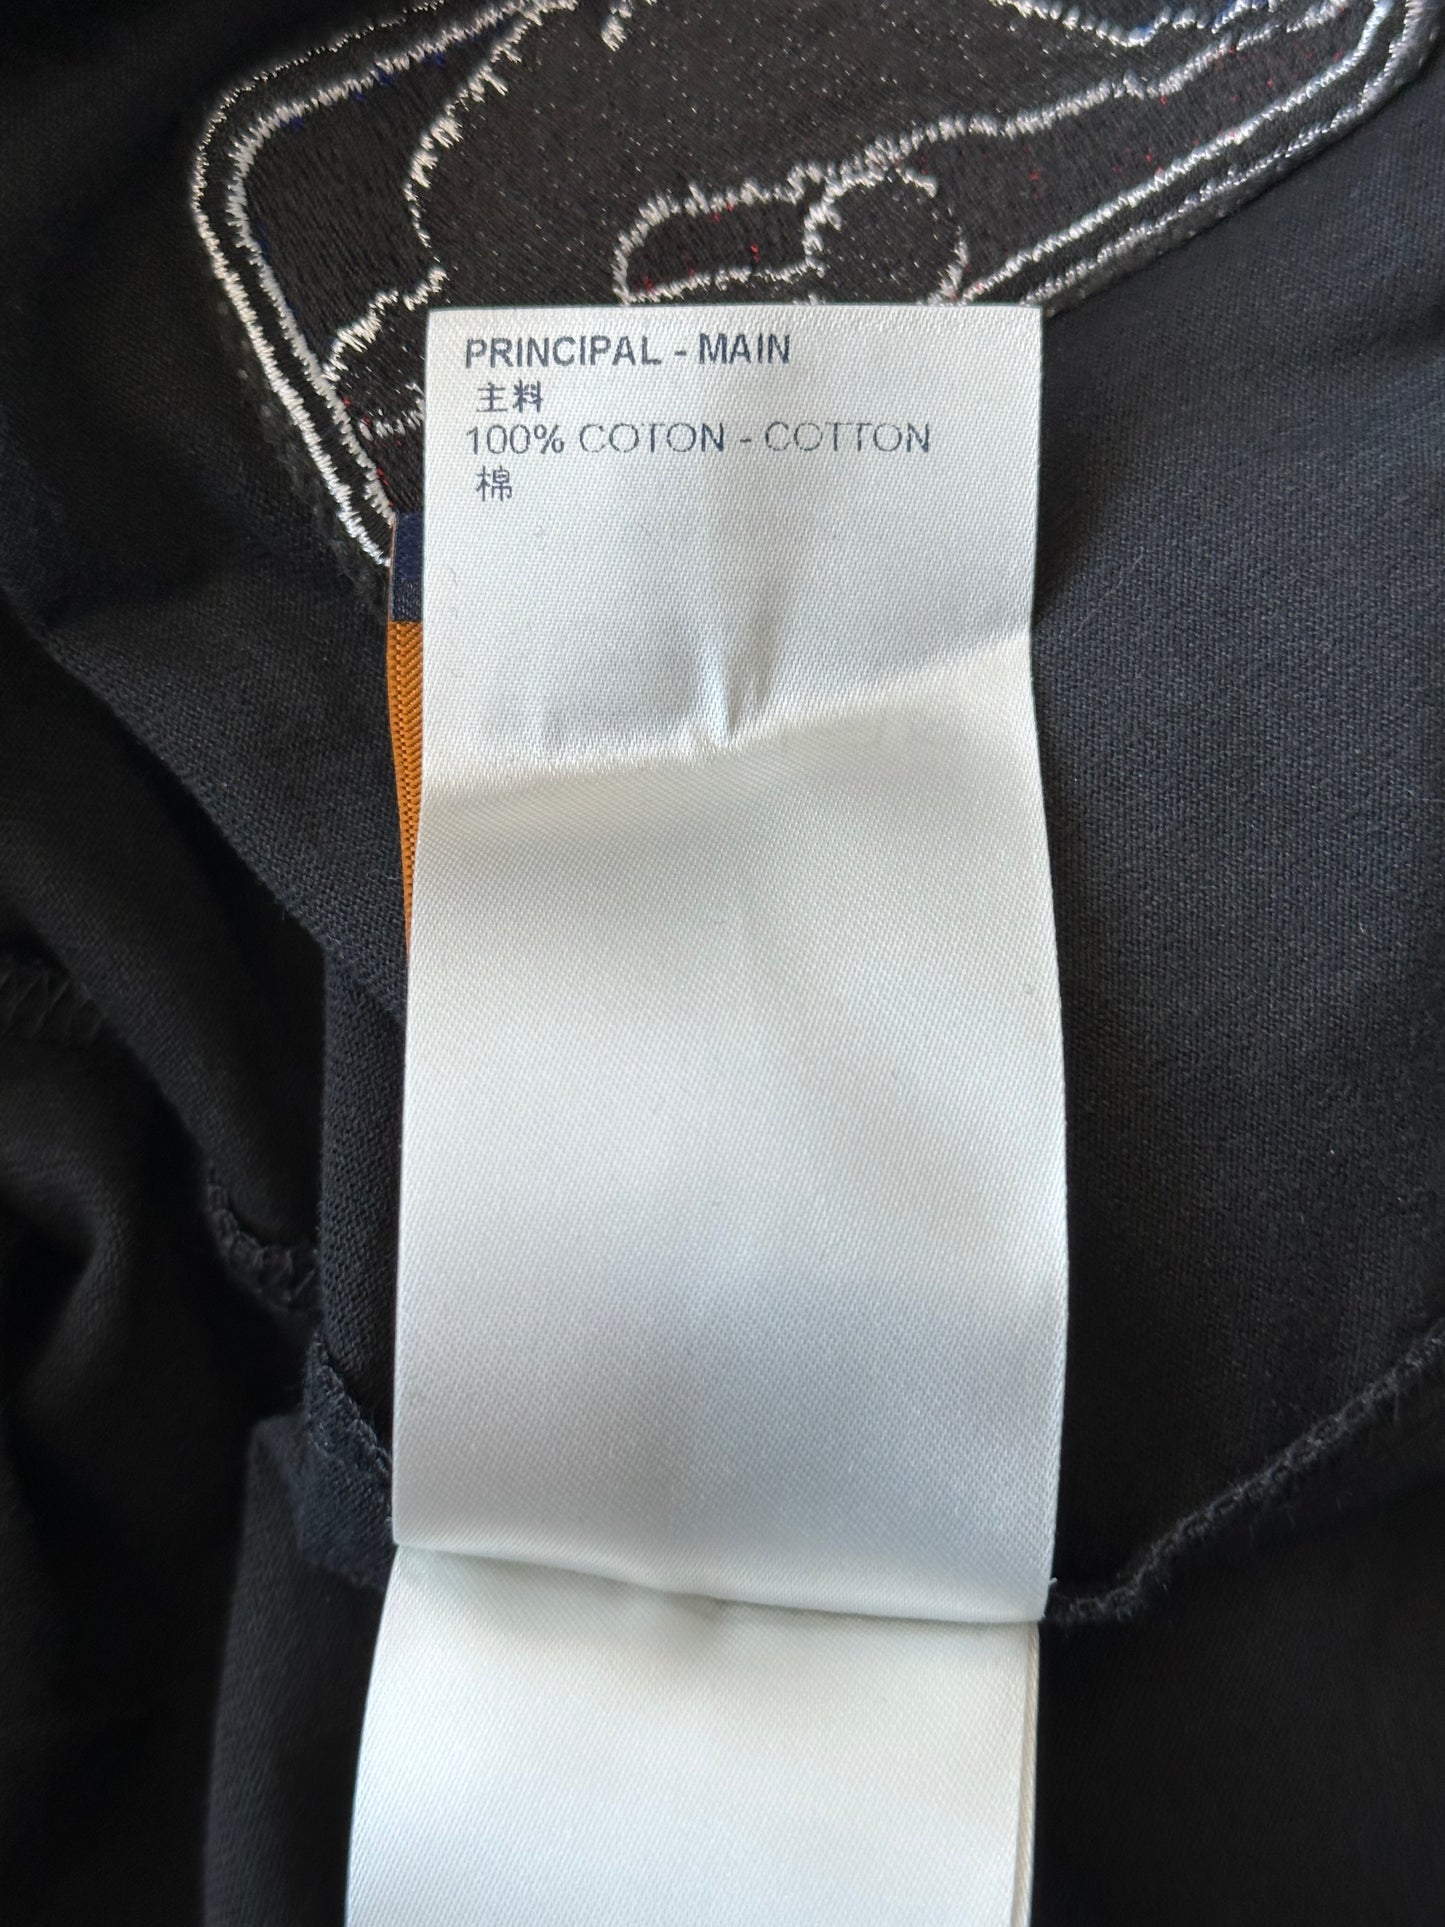 PRINCIPAL - MAIN
主料
100% COTON - COTTON
棉